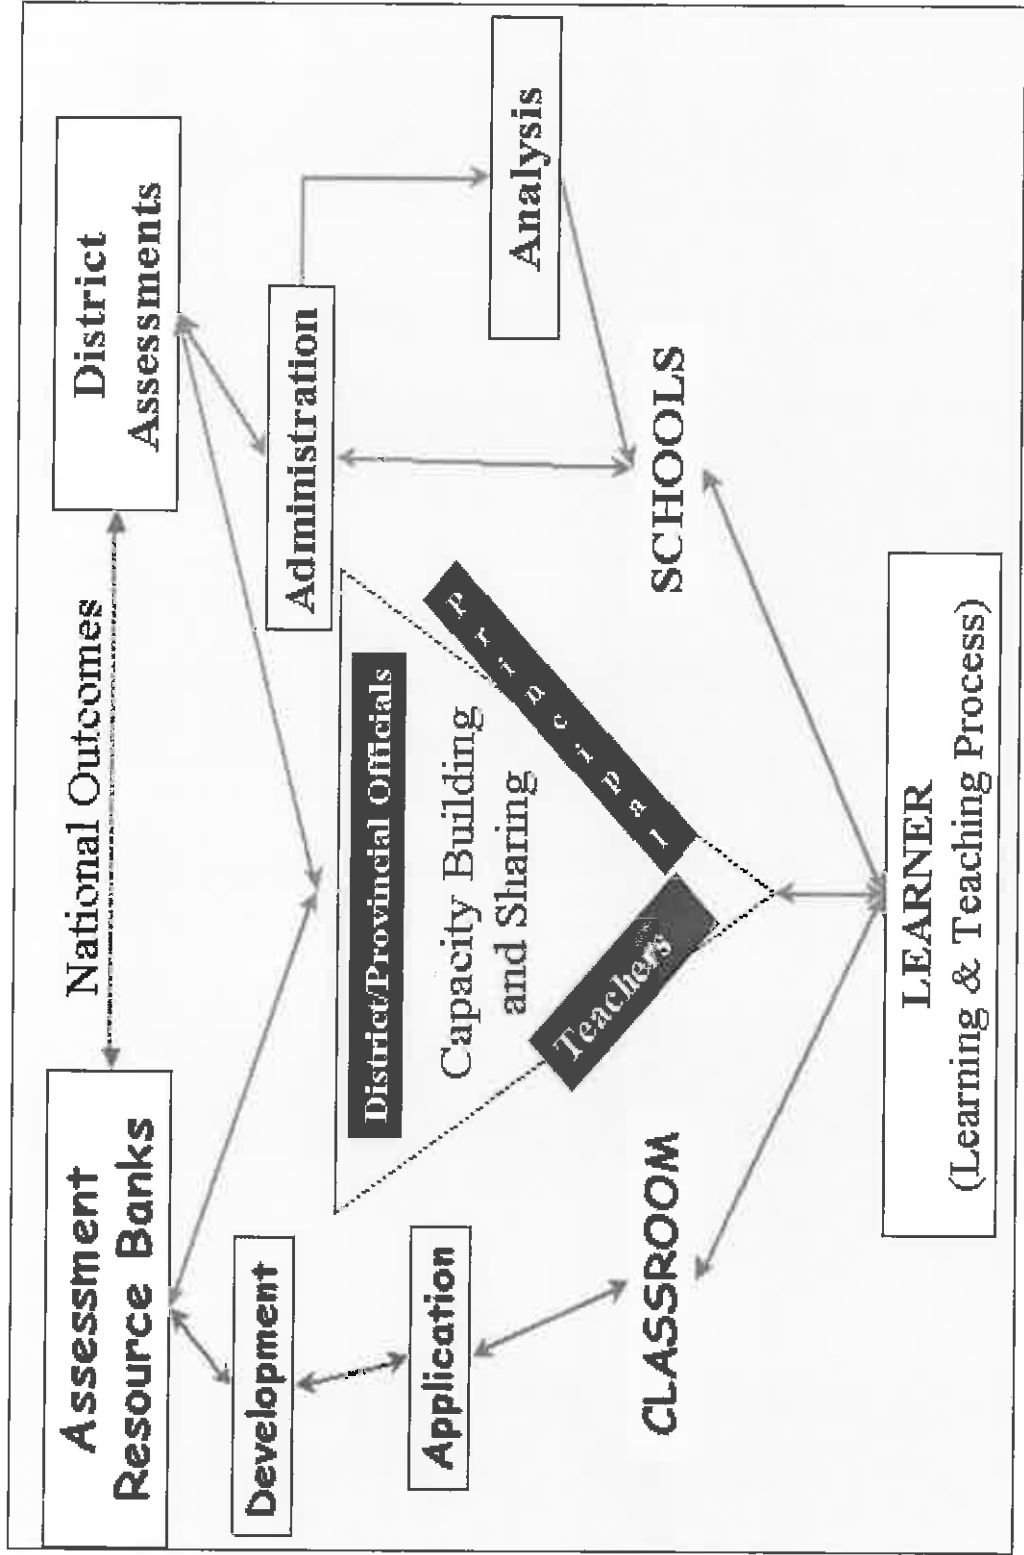 National Outcomes
Assessment
Resource Banks
District
Assessments
Development
Administration
District/Provincial Officials
Application
Capacity Building
and Sharing
Teachers
Principal
Analysis
CLASSROOM
SCHOOLS
LEARNER
(Learning & Teaching Process)